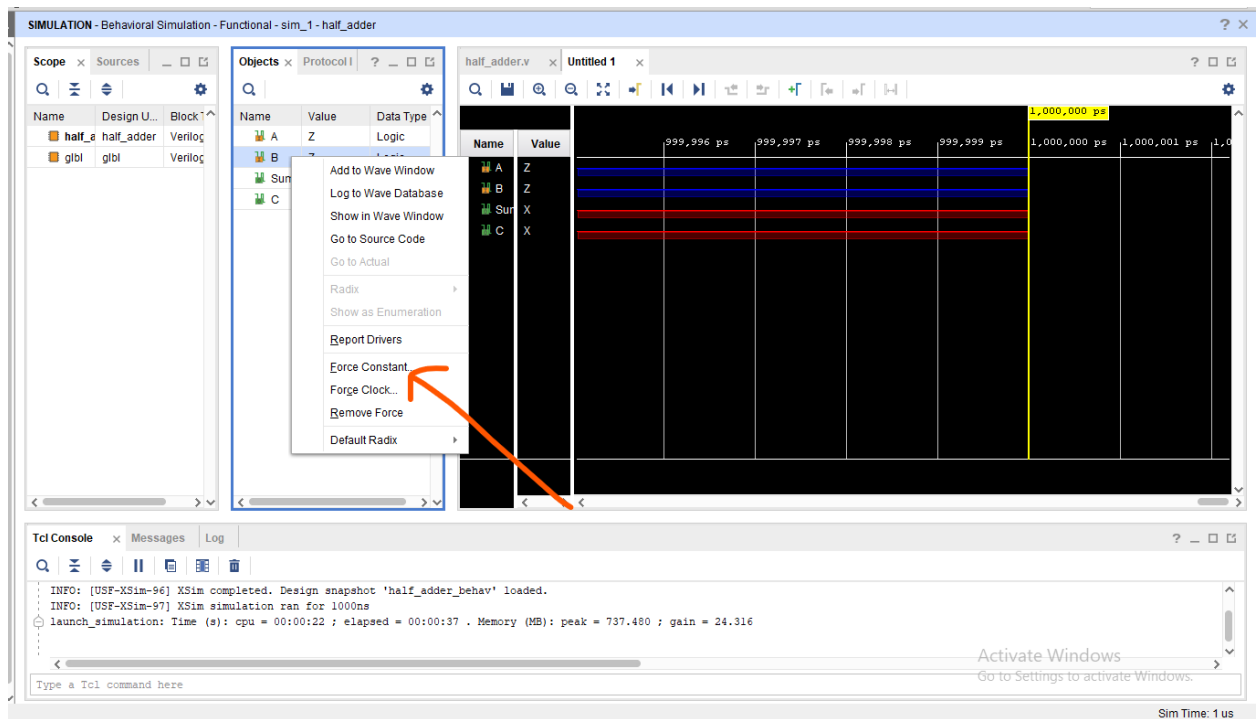 SIMULATION - Behavioral Simulation - Functional - sim_1 - half_adder
Scope
Sources
Name Design U... Block
half_a half_adder Verilog
glbl glbl Verilog
Objects
Name Value Data Type
A Z Logic
B
Sum
C
Add to Wave Window
Log to Wave Database
Show in Wave Window
Go to Source Code
Go to Actual
Radix
Show as Enumeration
Report Drivers
Force Constant...
Force Clock...
Remove Force
Default Radix
half_adder.v
Untitled 1
1,000,000 ps
Name Value
999,996 ps 999,997 ps 999,998 ps 999,999 ps 1,000,000 ps 1,000,001 ps
A Z
B Z
Sur X
C X
Tcl Console Messages Log
INFO: [USF-XSim-96] XSim completed. Design snapshot 'half_adder_behav' loaded.
INFO: [USF-XSim-97] XSim simulation ran for 1000ns
launch_simulation: Time (s): cpu = 00:00:22 ; elapsed = 00:00:37 . Memory (MB): peak = 737.480 ; gain = 24.316
Type a Tcl command here
Activate Windows
Go to Settings to activate Windows.
Sim Time: 1 us